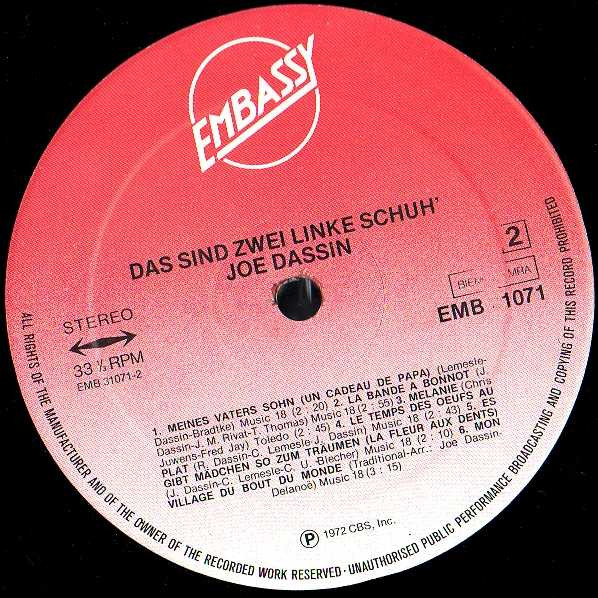 EMBASSY
DAS SIND ZWEI LINKE SCHUH'
JOE DASSIN
2
STEREO
BIEM
MRA
33 ⅓ RPM
EMB 1071
EMB 31071-2
1. MEINES VATERS SOHN (UN CADEAU DE PAPA) (Lemesle-
Dassin-Bradtke) Music 18 (2 : 20) 2. LA BANDE A BONNOT (J.
Dassin-J. M. Rivat-T. Thomas) Music 18 (2 : 55) 3. MELANIE (Chris
Juwens-Fred Jay) Toledo (2 : 45) 4. LE TEMPS DES OEUFS AU
PLAT (R. Dassin-C. Lemesle-J. Dassin) Music 18 (2 : 43) 5. ES
GIBT MÄDCHEN SO ZUM TRÄUMEN (LA FLEUR AUX DENTS)
(J. Dassin-C. Lemesle-C. U. Blecher) Music 18 (2 : 10) 6. MON
VILLAGE DU BOUT DU MONDE (Traditional-Arr.: Joe Dassin-
Delanoë) Music 18 (3 : 15)
P 1972 CBS, Inc.
ALL RIGHTS OF THE MANUFACTURER AND OF THE OWNER OF THE RECORDED WORK RESERVED · UNAUTHORISED PUBLIC PERFORMANCE BROADCASTING AND COPYING OF THIS RECORD PROHIBITED